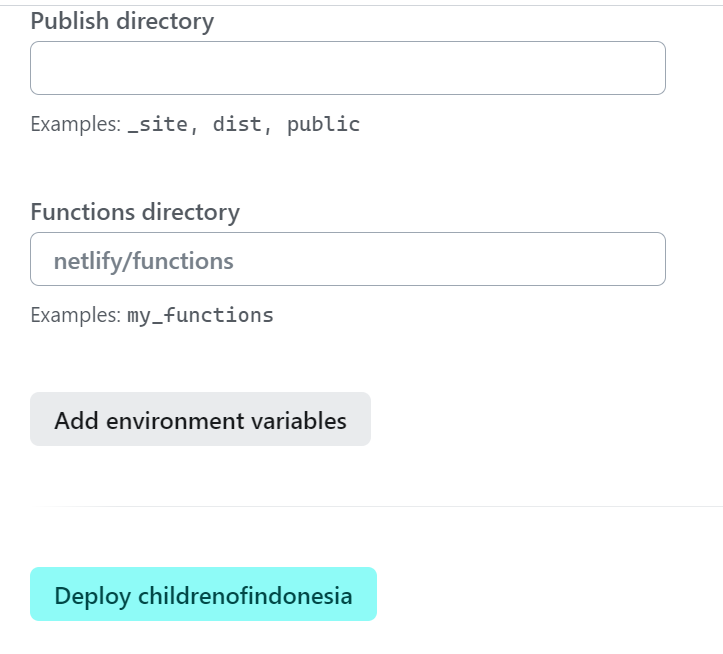 Publish directory
Examples: _site, dist, public
Functions directory
netlify/functions
Examples: my_functions
Add environment variables
Deploy childrenofindonesia